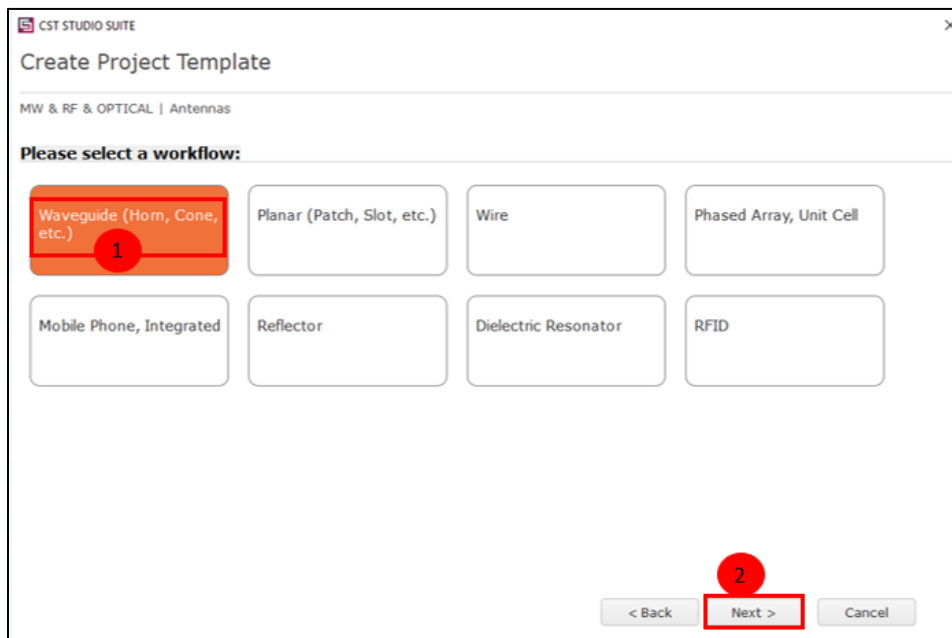 CST STUDIO SUITE
Create Project Template
MW & RF & OPTICAL | Antennas
Please select a workflow:
Waveguide (Horn, Cone,
etc.)
1
Planar (Patch, Slot, etc.)
Wire
Phased Array, Unit Cell
Mobile Phone, Integrated
Reflector
Dielectric Resonator
RFID
2
< Back
Next >
Cancel